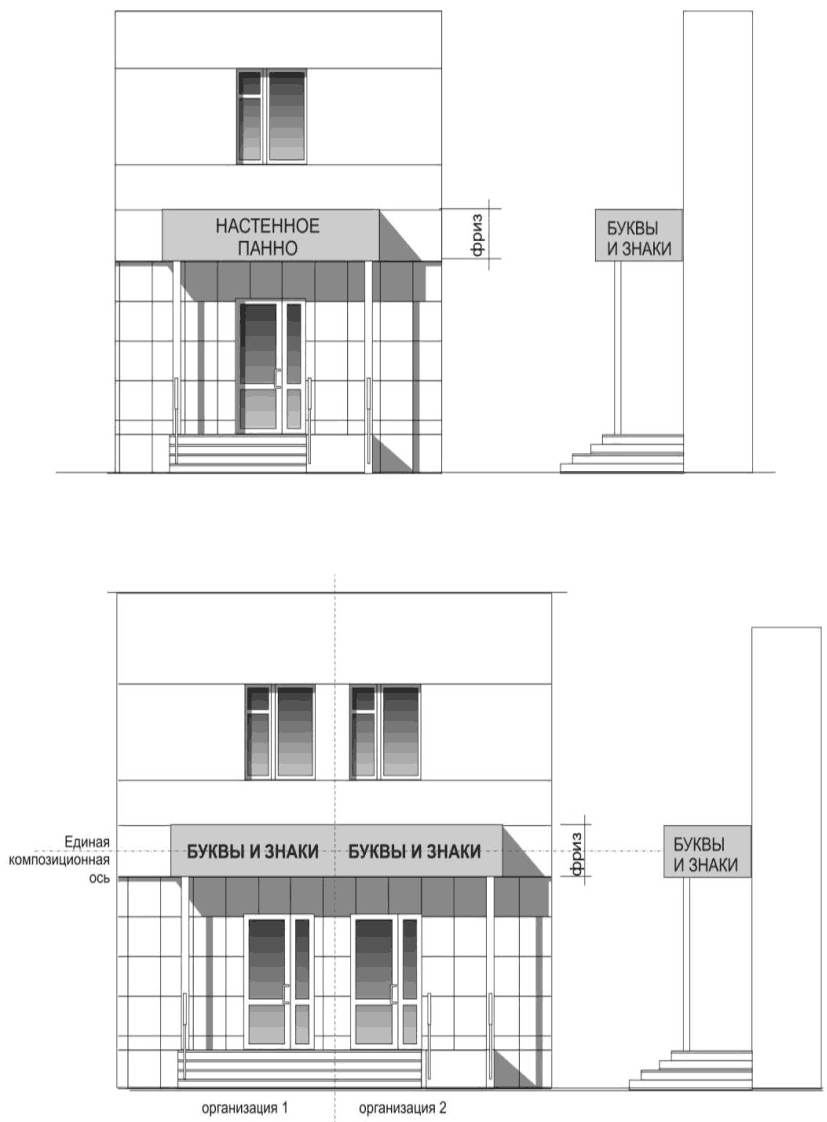 НАСТЕННОЕ
ПАННО
фриз
БУКВЫ
И ЗНАКИ
Единая
композиционная
ось
БУКВЫ И ЗНАКИ
БУКВЫ И ЗНАКИ
фриз
БУКВЫ
И ЗНАКИ
организация 1
организация 2